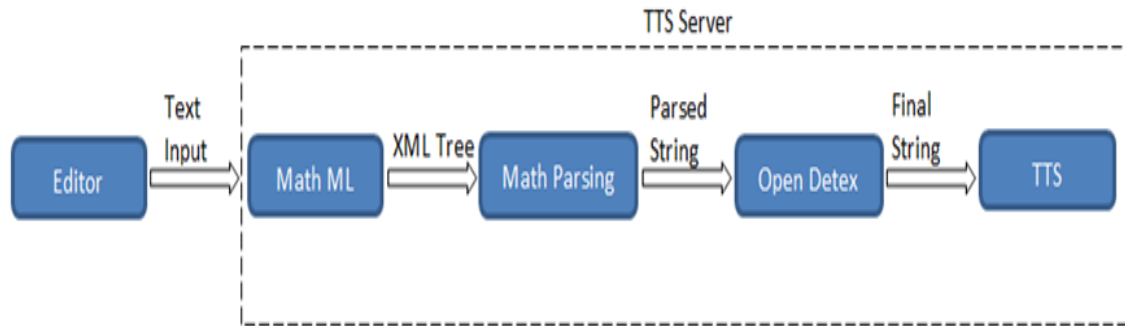 TTS Server
Text
Input
XML Tree
Parsed
String
Final
String
Editor
Math ML
Math Parsing
Open Detex
TTS